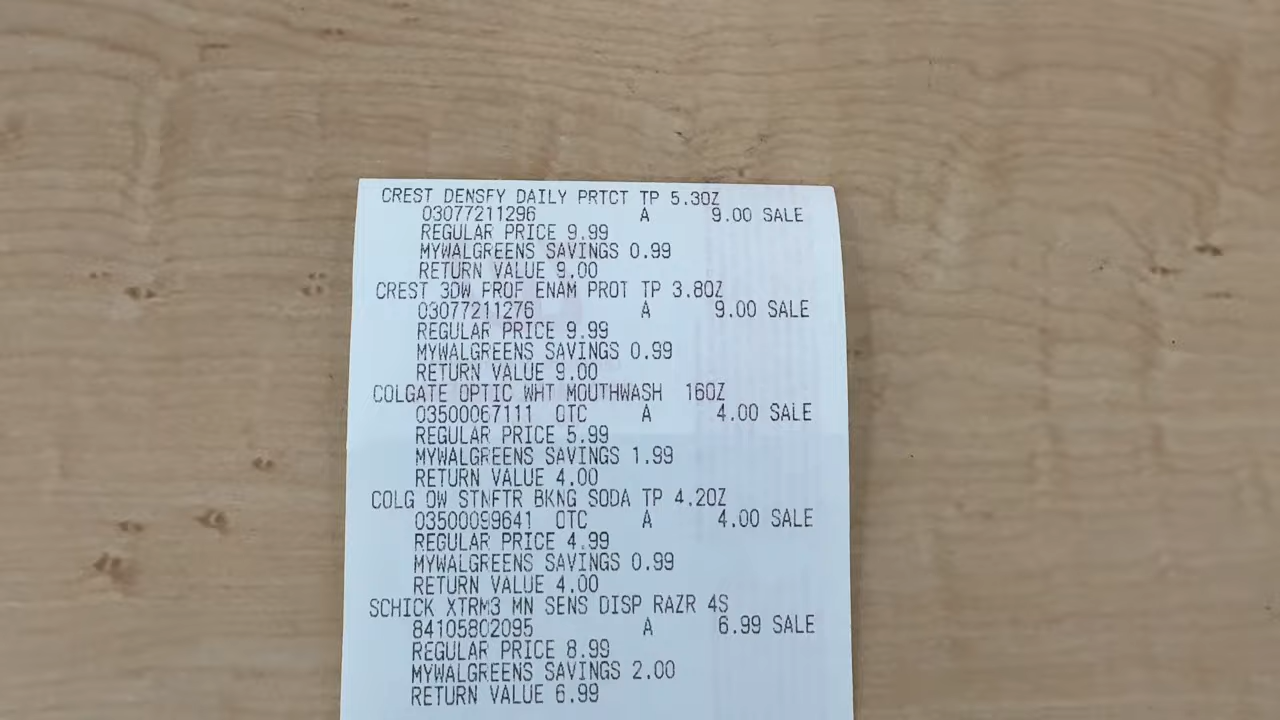 CREST DENSFY DAILY PRTCT TP 5.3OZ
03077211296 A 9.00 SALE
REGULAR PRICE 9.99
MYWALGREENS SAVINGS 0.99
RETURN VALUE 9.00
CREST 3DW PROF ENAM PROT TP 3.8OZ
03077211276 A 9.00 SALE
REGULAR PRICE 9.99
MYWALGREENS SAVINGS 0.99
RETURN VALUE 9.00
COLGATE OPTIC WHT MOUTHWASH 16OZ
03500067111 OTC A 4.00 SALE
REGULAR PRICE 5.99
MYWALGREENS SAVINGS 1.99
RETURN VALUE 4.00
COLG OW STNFTR BKNG SODA TP 4.2OZ
03500099641 OTC A 4.00 SALE
REGULAR PRICE 4.99
MYWALGREENS SAVINGS 0.99
RETURN VALUE 4.00
SCHICK XTRM3 MN SENS DISP RAZR 4S
84105802095 A 6.99 SALE
REGULAR PRICE 8.99
MYWALGREENS SAVINGS 2.00
RETURN VALUE 6.99